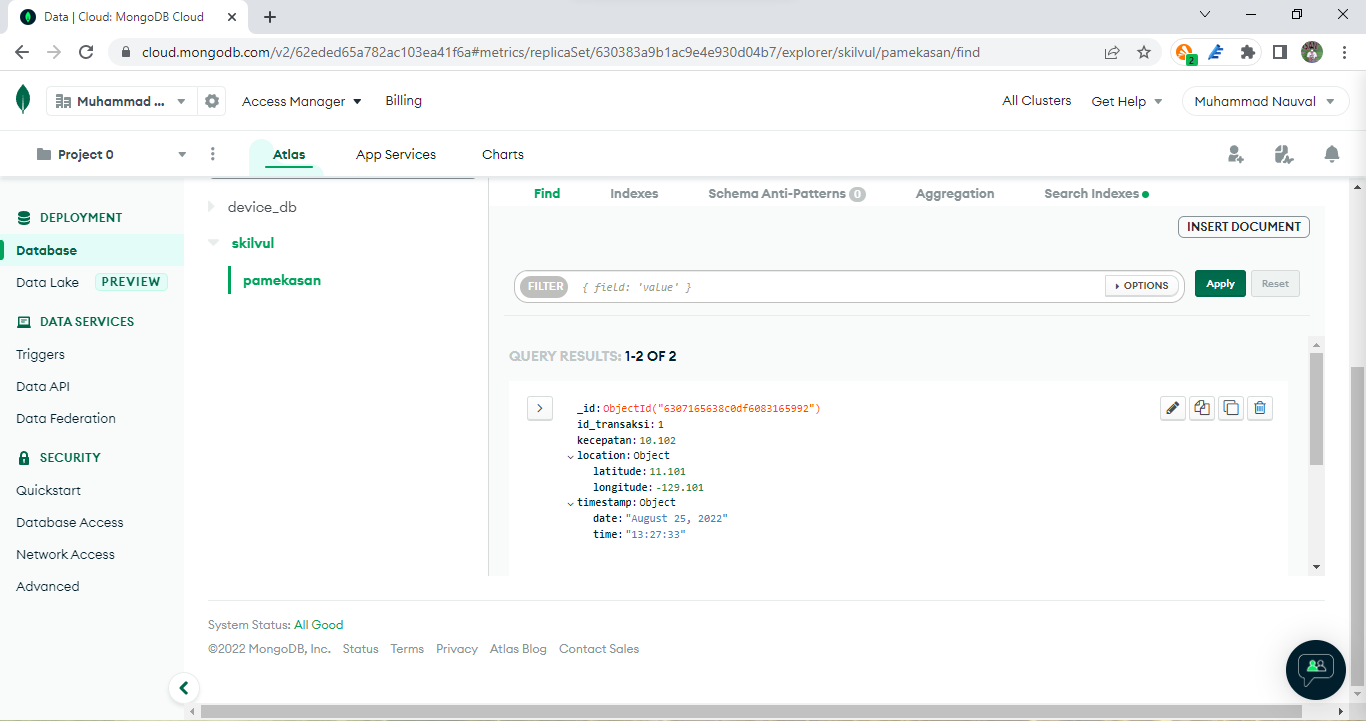 Data | Cloud: MongoDB Cloud
cloud.mongodb.com/v2/62eded65a782ac103ea41f6a#metrics/replicaSet/630383a9b1ac9e4e930d04b7/explorer/skilvul/pamekasan/find
2
Muhammad ...
Access Manager
Billing
All Clusters
Get Help
Muhammad Nauval
Project 0
Atlas
App Services
Charts
DEPLOYMENT
Database
Data Lake
PREVIEW
DATA SERVICES
Triggers
Data API
Data Federation
SECURITY
Quickstart
Database Access
Network Access
Advanced
device_db
skilvul
pamekasan
Find
Indexes
Schema Anti-Patterns 0
Aggregation
Search Indexes
INSERT DOCUMENT
FILTER
{ field: 'value' }
OPTIONS
Apply
Reset
QUERY RESULTS: 1-2 OF 2
_id: ObjectId("6307165638c0df6083165992")
id_transaksi: 1
kecepatan: 10.102
location: Object
latitude: 11.101
longitude: -129.101
timestamp: Object
date: "August 25, 2022"
time: "13:27:33"
System Status: All Good
©2022 MongoDB, Inc.
Status
Terms
Privacy
Atlas Blog
Contact Sales